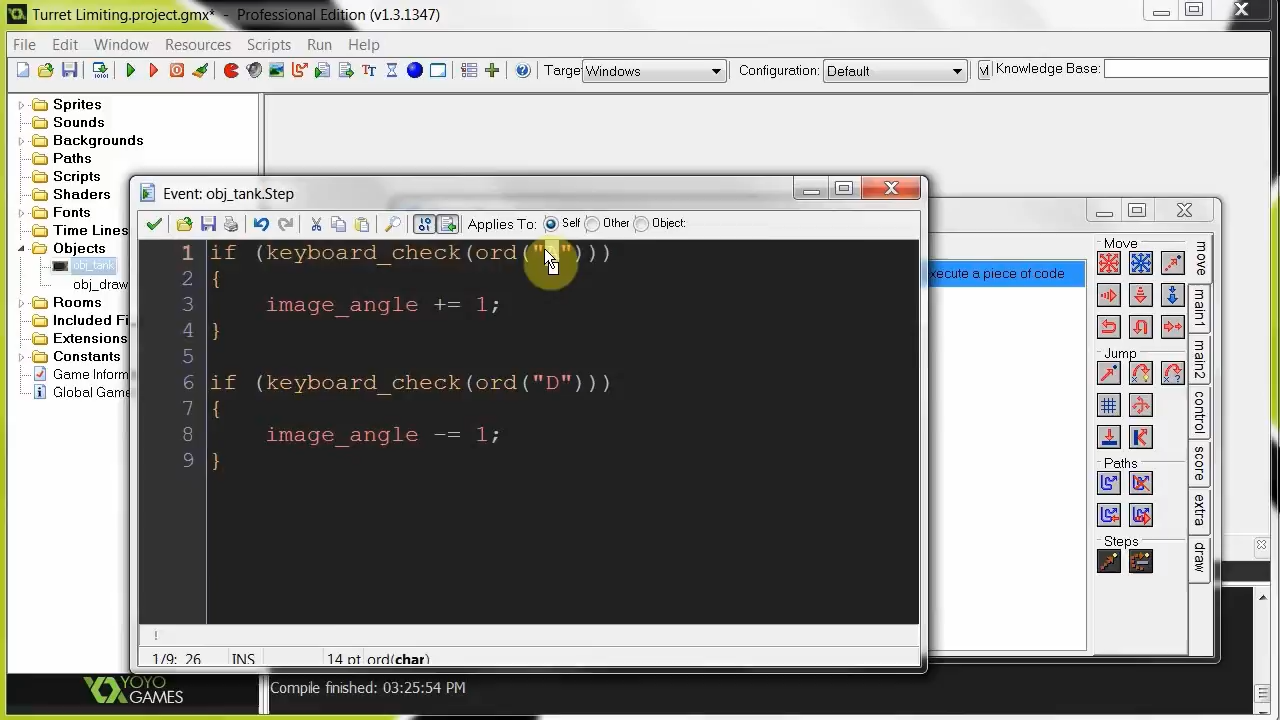 Turret Limiting.project.gmx* - Professional Edition (v1.3.1347)
File Edit Window Resources Scripts Run Help
Target Windows Configuration: Default Knowledge Base:
Sprites
Sounds
Backgrounds
Paths
Scripts
Shaders
Fonts
Time Lines
Objects
obj_tank
obj_draw
Rooms
Included Fi
Extensions
Constants
Game Inform
Global Game
Event: obj_tank.Step
Applies To: Self Other Object:
1 if (keyboard_check(ord(" ")))
2 {
3 image_angle += 1;
4 }
5
6 if (keyboard_check(ord("D")))
7 {
8 image_angle -= 1;
9 }
!
1/9: 26 INS 14 pt ord(char)
xecute a piece of code
Move
Jump
Paths
Steps
move
main1
main2
control
score
extra
draw
YOYO
GAMES
Compile finished: 03:25:54 PM